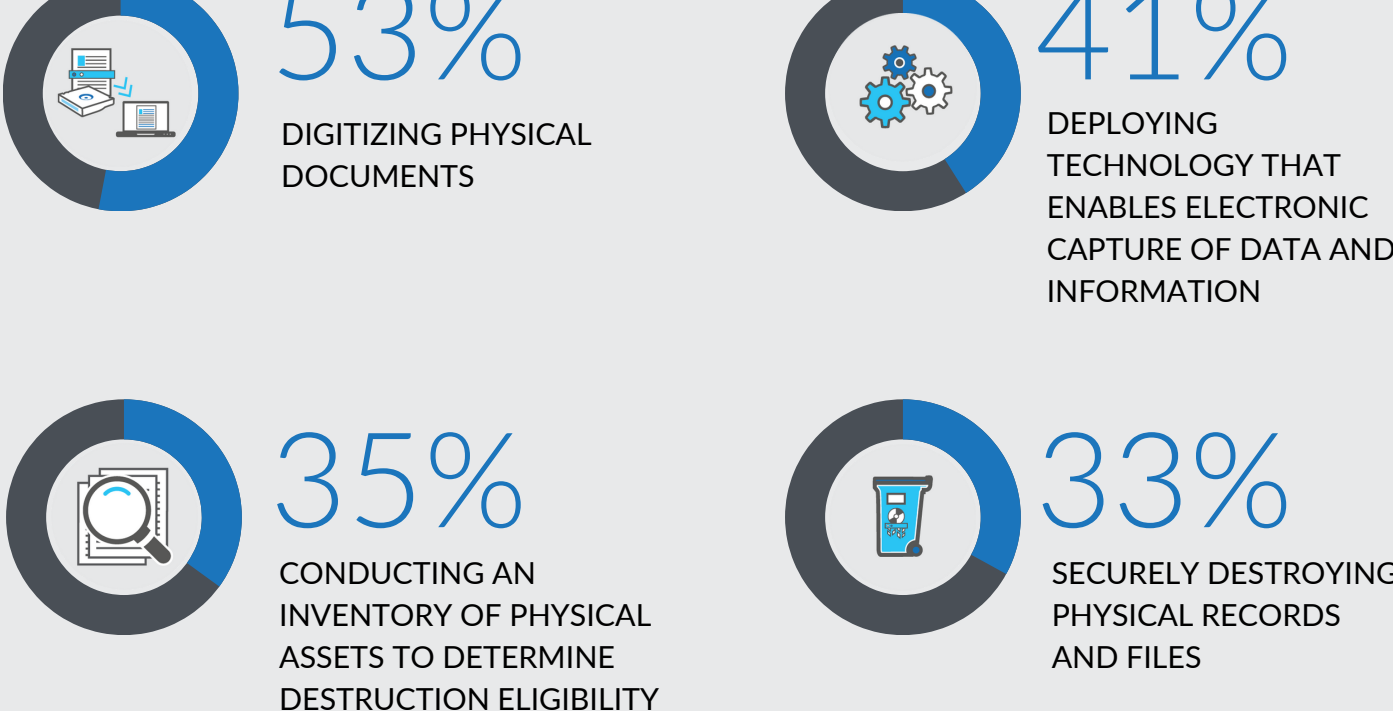 53%
DIGITIZING PHYSICAL
DOCUMENTS
41%
DEPLOYING
TECHNOLOGY THAT
ENABLES ELECTRONIC
CAPTURE OF DATA AND
INFORMATION
35%
CONDUCTING AN
INVENTORY OF PHYSICAL
ASSETS TO DETERMINE
DESTRUCTION ELIGIBILITY
33%
SECURELY DESTROYING
PHYSICAL RECORDS
AND FILES